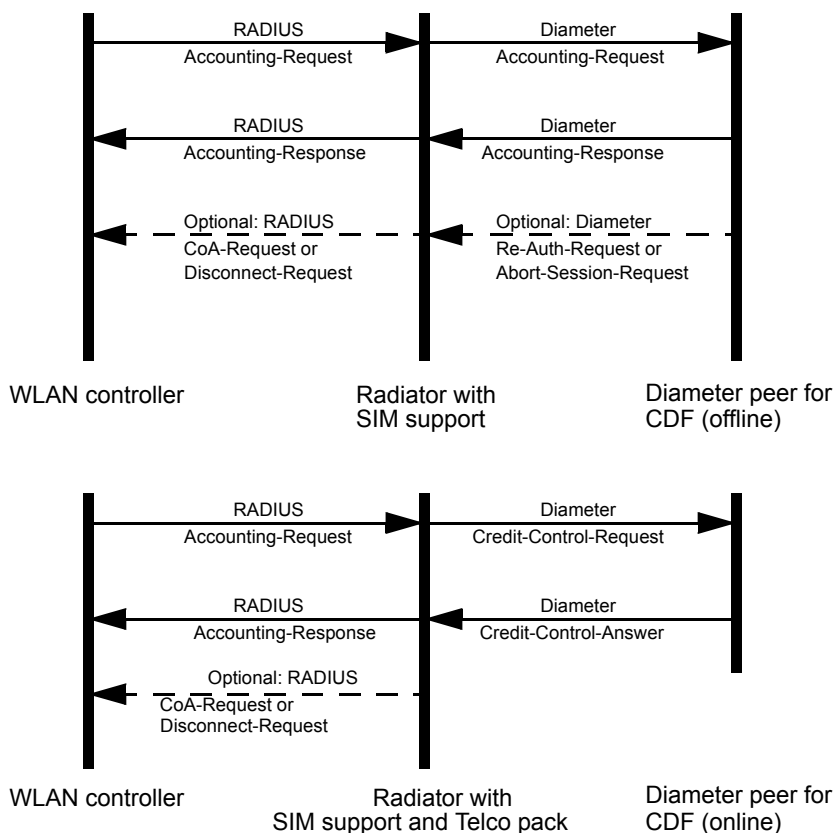 RADIUS
Accounting-Request
Diameter
Accounting-Request
RADIUS
Accounting-Response
Diameter
Accounting-Response
Optional: RADIUS
CoA-Request or
Disconnect-Request
Optional: Diameter
Re-Auth-Request or
Abort-Session-Request
WLAN controller
Radiator with
SIM support
Diameter peer for
CDF (offline)
RADIUS
Accounting-Request
Diameter
Credit-Control-Request
RADIUS
Accounting-Response
Diameter
Credit-Control-Answer
Optional: RADIUS
CoA-Request or
Disconnect-Request
WLAN controller
Radiator with
SIM support and Telco pack
Diameter peer for
CDF (online)